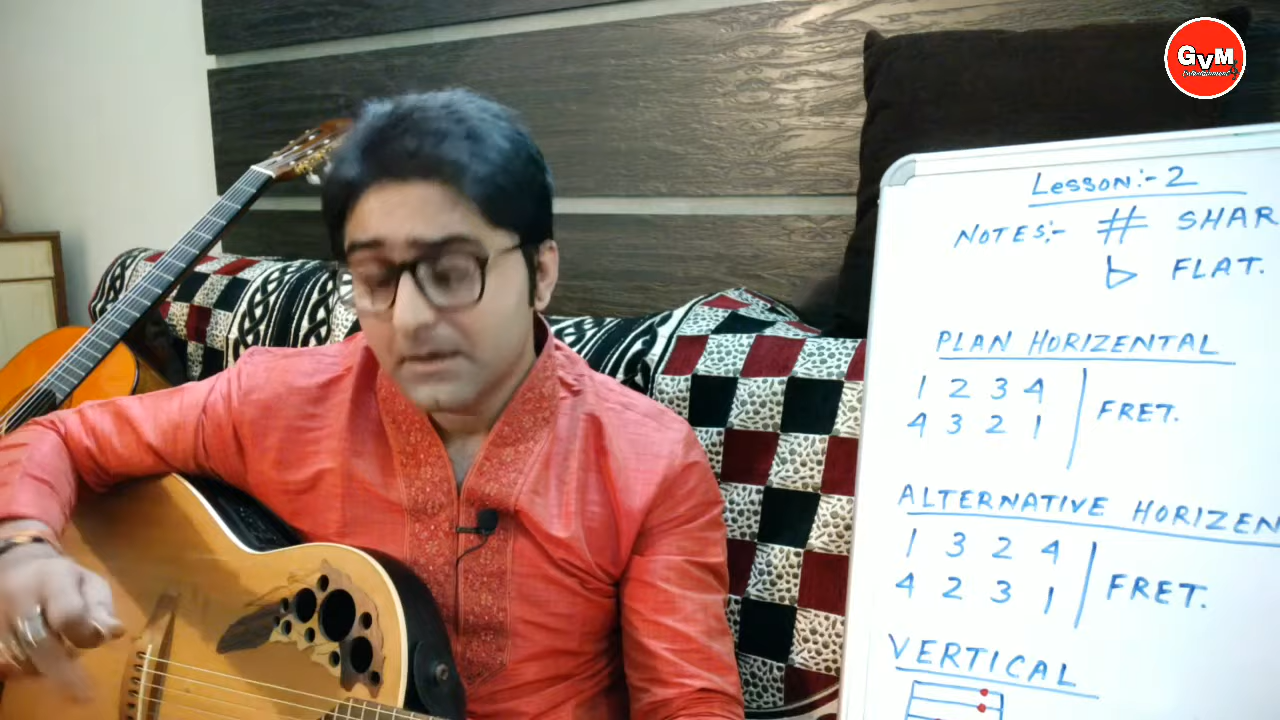 GvM
Entertainment's
Lesson:- 2
NOTES:- # SHAR
b FLAT.
PLAN HORIZENTAL
1 2 3 4
4 3 2 1
FRET.
ALTERNATIVE HORIZEN
1 3 2 4
4 2 3 1
FRET.
VERTICAL